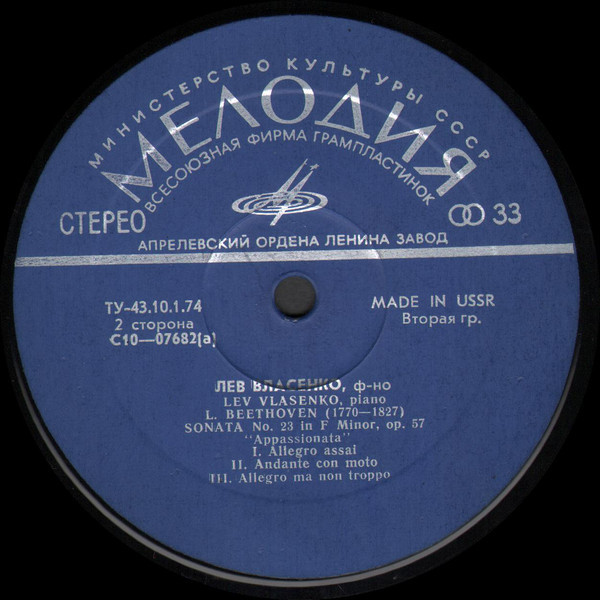 МИНИСТЕРСТВО КУЛЬТУРЫ СССР
МЕЛОДИЯ
ВСЕСОЮЗНАЯ ФИРМА ГРАМПЛАСТИНОК
СТЕРЕО
33
АПРЕЛЕВСКИЙ ОРДЕНА ЛЕНИНА ЗАВОД
ТУ—43.10.1.74
2 сторона
С10—07682(а)
MADE IN USSR
Вторая гр.
ЛЕВ ВЛАСЕНКО, ф-но
LEV VLASENKO, piano
L. BEETHOVEN (1770—1827)
SONATA No. 23 in F Minor, op. 57
"Appassionata"
I. Allegro assai
II. Andante con moto
III. Allegro ma non troppo